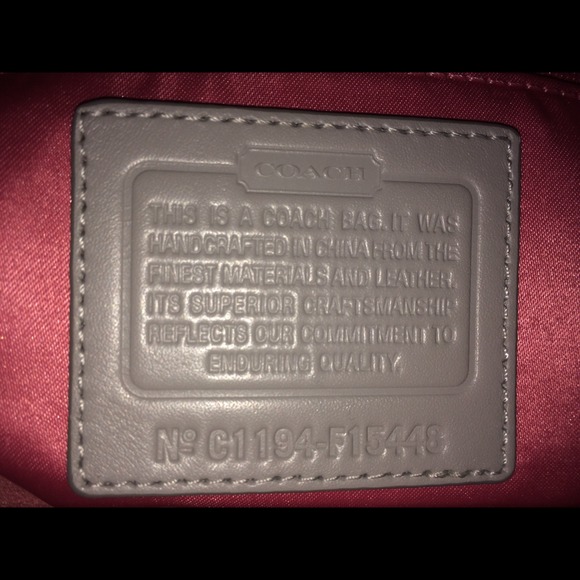 COACH
THIS IS A COACH BAG. IT WAS
HANDCRAFTED IN CHINA FROM THE
FINEST MATERIALS AND LEATHER.
ITS SUPERIOR CRAFTSMANSHIP
REFLECTS OUR COMMITMENT TO
ENDURING QUALITY.
Nº C1194-F15448